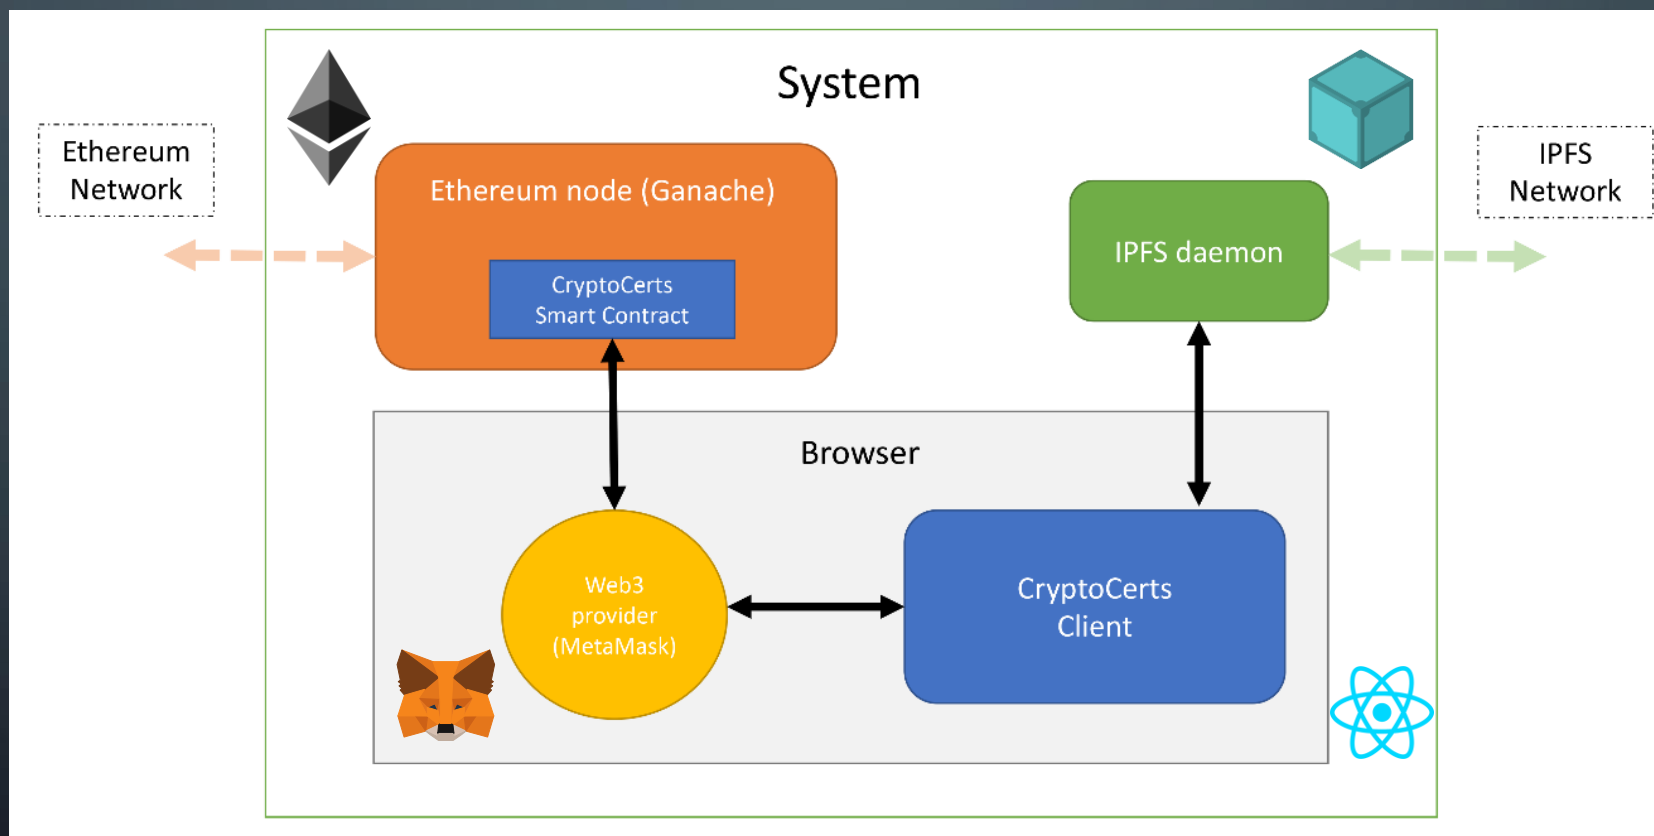 System
Ethereum
Network
Ethereum node (Ganache)
CryptoCerts
Smart Contract
IPFS daemon
IPFS
Network
Browser
Web3
provider
(MetaMask)
CryptoCerts
Client